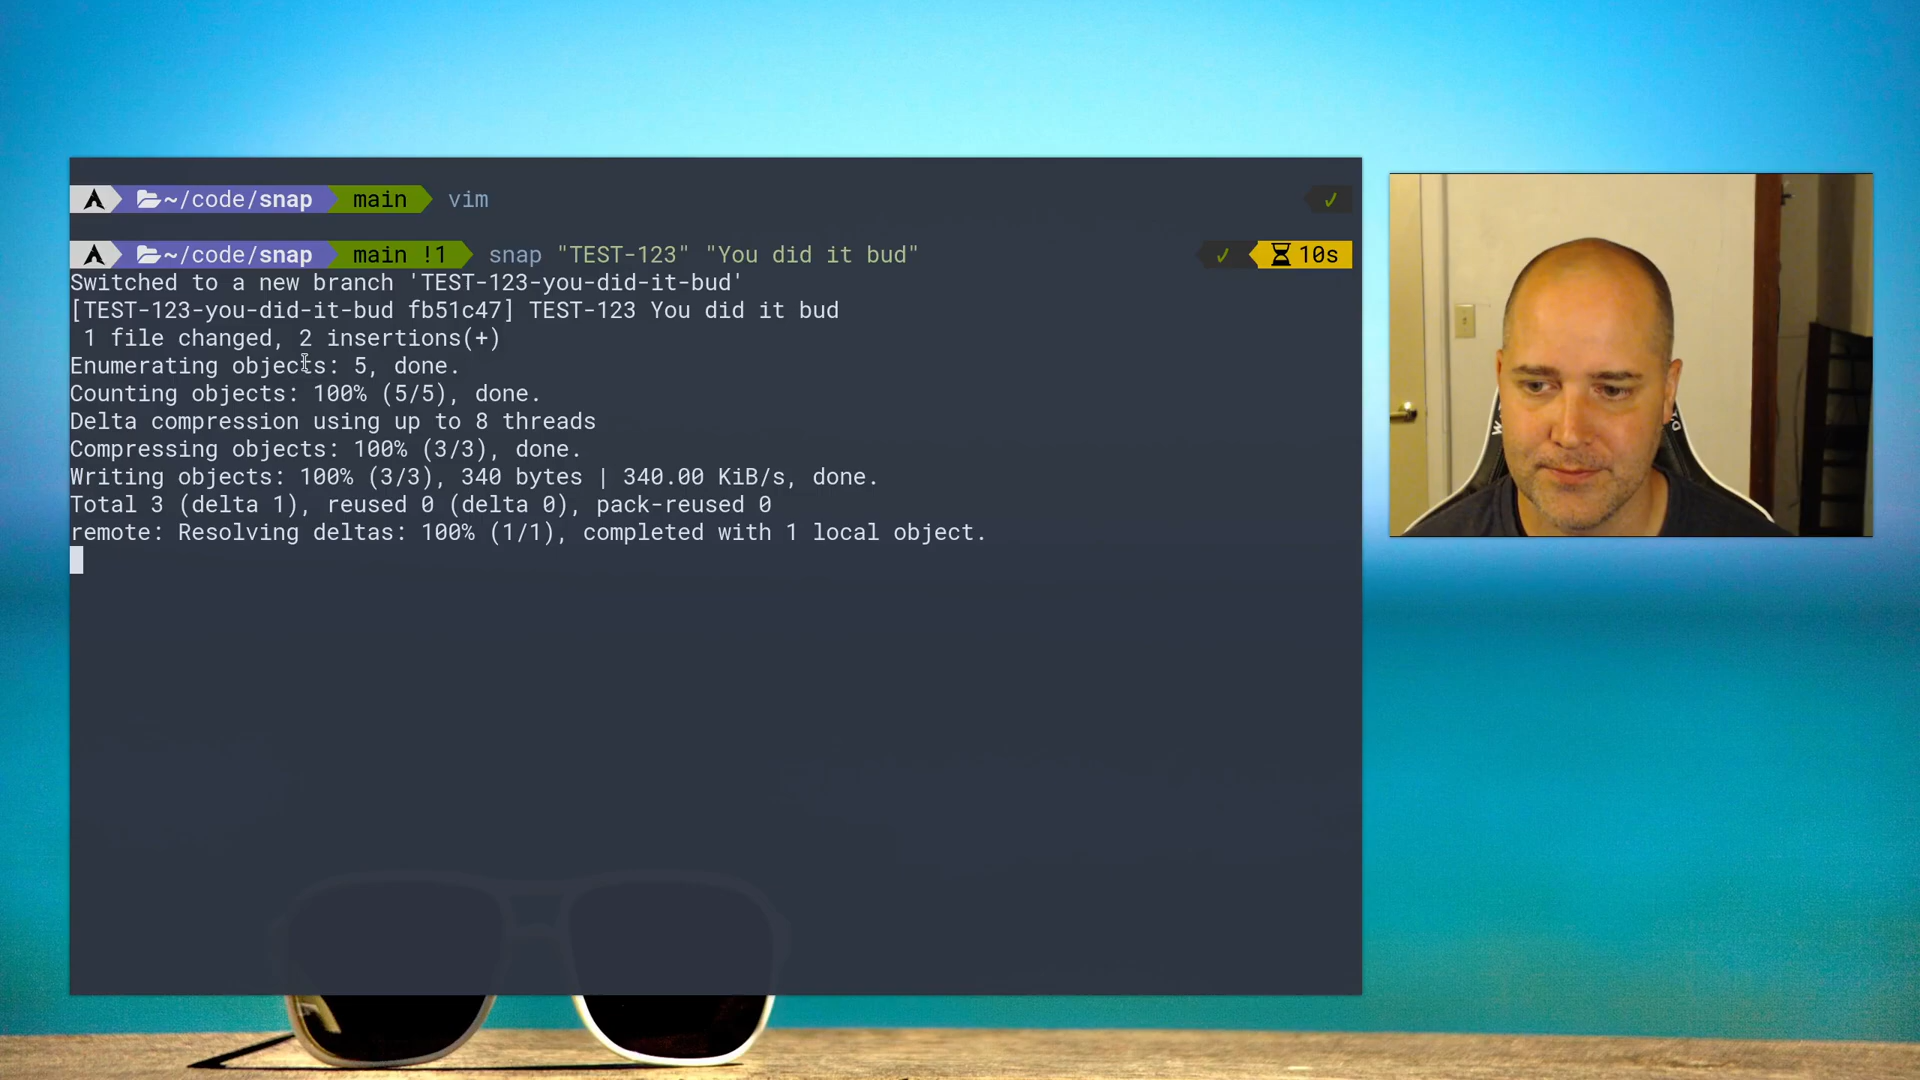 ~/code/snap main vim ✓
~/code/snap main !1 snap "TEST-123" "You did it bud" ✓ 10s
Switched to a new branch 'TEST-123-you-did-it-bud'
[TEST-123-you-did-it-bud fb51c47] TEST-123 You did it bud
1 file changed, 2 insertions(+)
Enumerating objects: 5, done.
Counting objects: 100% (5/5), done.
Delta compression using up to 8 threads
Compressing objects: 100% (3/3), done.
Writing objects: 100% (3/3), 340 bytes | 340.00 KiB/s, done.
Total 3 (delta 1), reused 0 (delta 0), pack-reused 0
remote: Resolving deltas: 100% (1/1), completed with 1 local object.